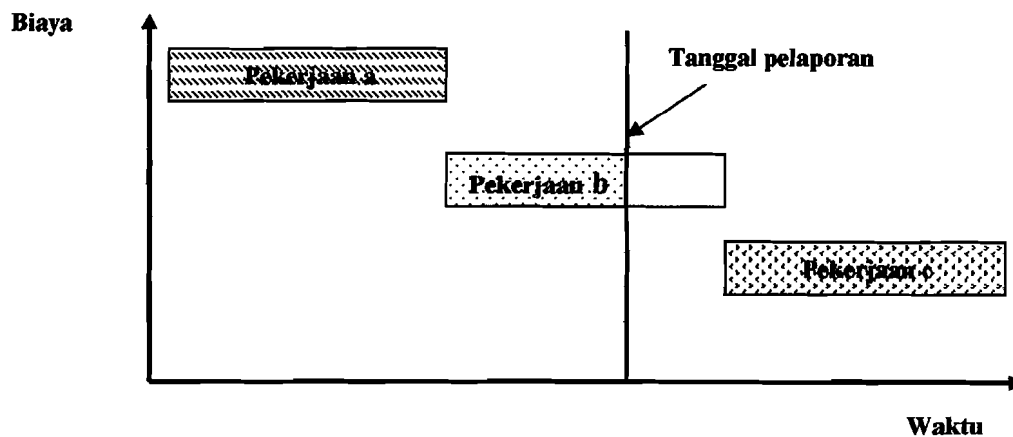 Biaya
Tanggal pelaporan
Pekerjaan a
Pekerjaan b
Pekerjaan c
Waktu